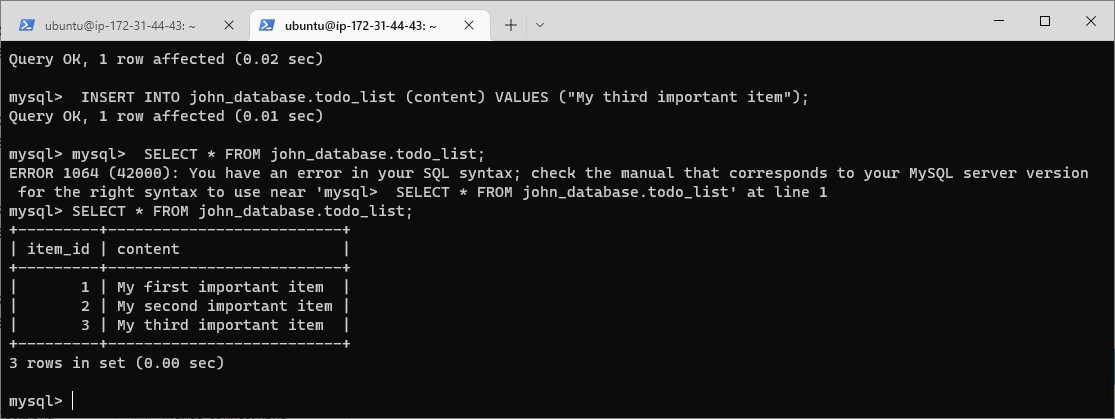 ubuntu@ip-172-31-44-43: ~ ubuntu@ip-172-31-44-43: ~
Query OK, 1 row affected (0.02 sec)
mysql>  INSERT INTO john_database.todo_list (content) VALUES ("My third important item");
Query OK, 1 row affected (0.01 sec)
mysql> mysql>  SELECT * FROM john_database.todo_list;
ERROR 1064 (42000): You have an error in your SQL syntax; check the manual that corresponds to your MySQL server version
 for the right syntax to use near 'mysql>  SELECT * FROM john_database.todo_list' at line 1
mysql> SELECT * FROM john_database.todo_list;
+---------+--------------------------+
| item_id | content                  |
+---------+--------------------------+
|       1 | My first important item  |
|       2 | My second important item |
|       3 | My third important item  |
+---------+--------------------------+
3 rows in set (0.00 sec)
mysql>